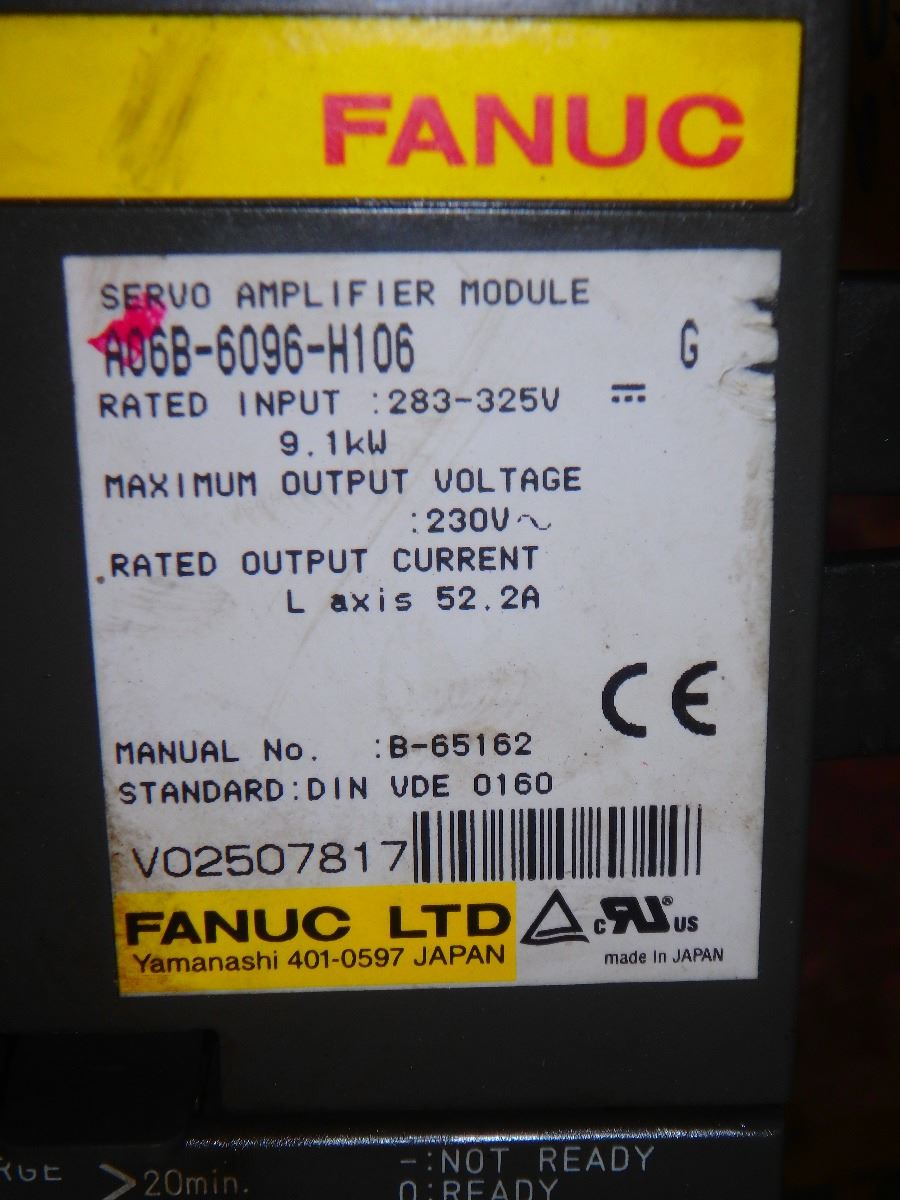 FANUC
SERVO AMPLIFIER MODULE
A06B-6096-H106 G
RATED INPUT :283-325V ⎓
9.1kW
MAXIMUM OUTPUT VOLTAGE
:230V～
RATED OUTPUT CURRENT
L axis 52.2A
CE
MANUAL No. :B-65162
STANDARD:DIN VDE 0160
V02507817
FANUC LTD
Yamanashi 401-0597 JAPAN
c RU ® US
made In JAPAN
>20min.
-:NOT READY
0:READY